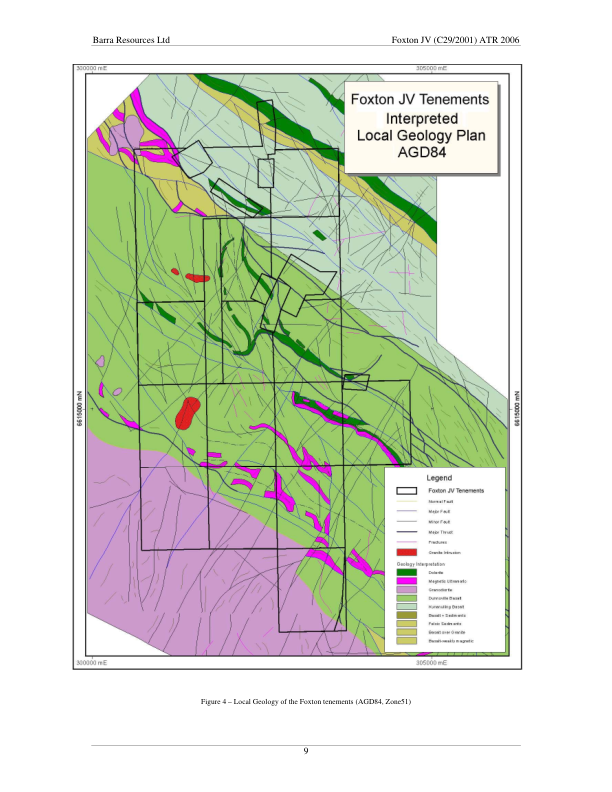 Barra Resources Ltd Foxton JV (C29/2001) ATR 2006
300000 mE 305000 mE
Foxton JV Tenements
Interpreted
Local Geology Plan
AGD84
6615000 mN 6615000 mN
Legend
Foxton JV Tenements
Normal Fault
Major Fault
Minor Fault
Major Thrust
Fractures
Granite Intrusion
Geology Interpretation
Dolerite
Magnetic Ultramafic
Granodiorite
Basalt
Basalt
Basalt + Sediments
Felsic Sediments
Basalt over Granite
Basalt-weakly magnetic
300000 mE 305000 mE
Figure 4 – Local Geology of the Foxton tenements (AGD84, Zone51)
9